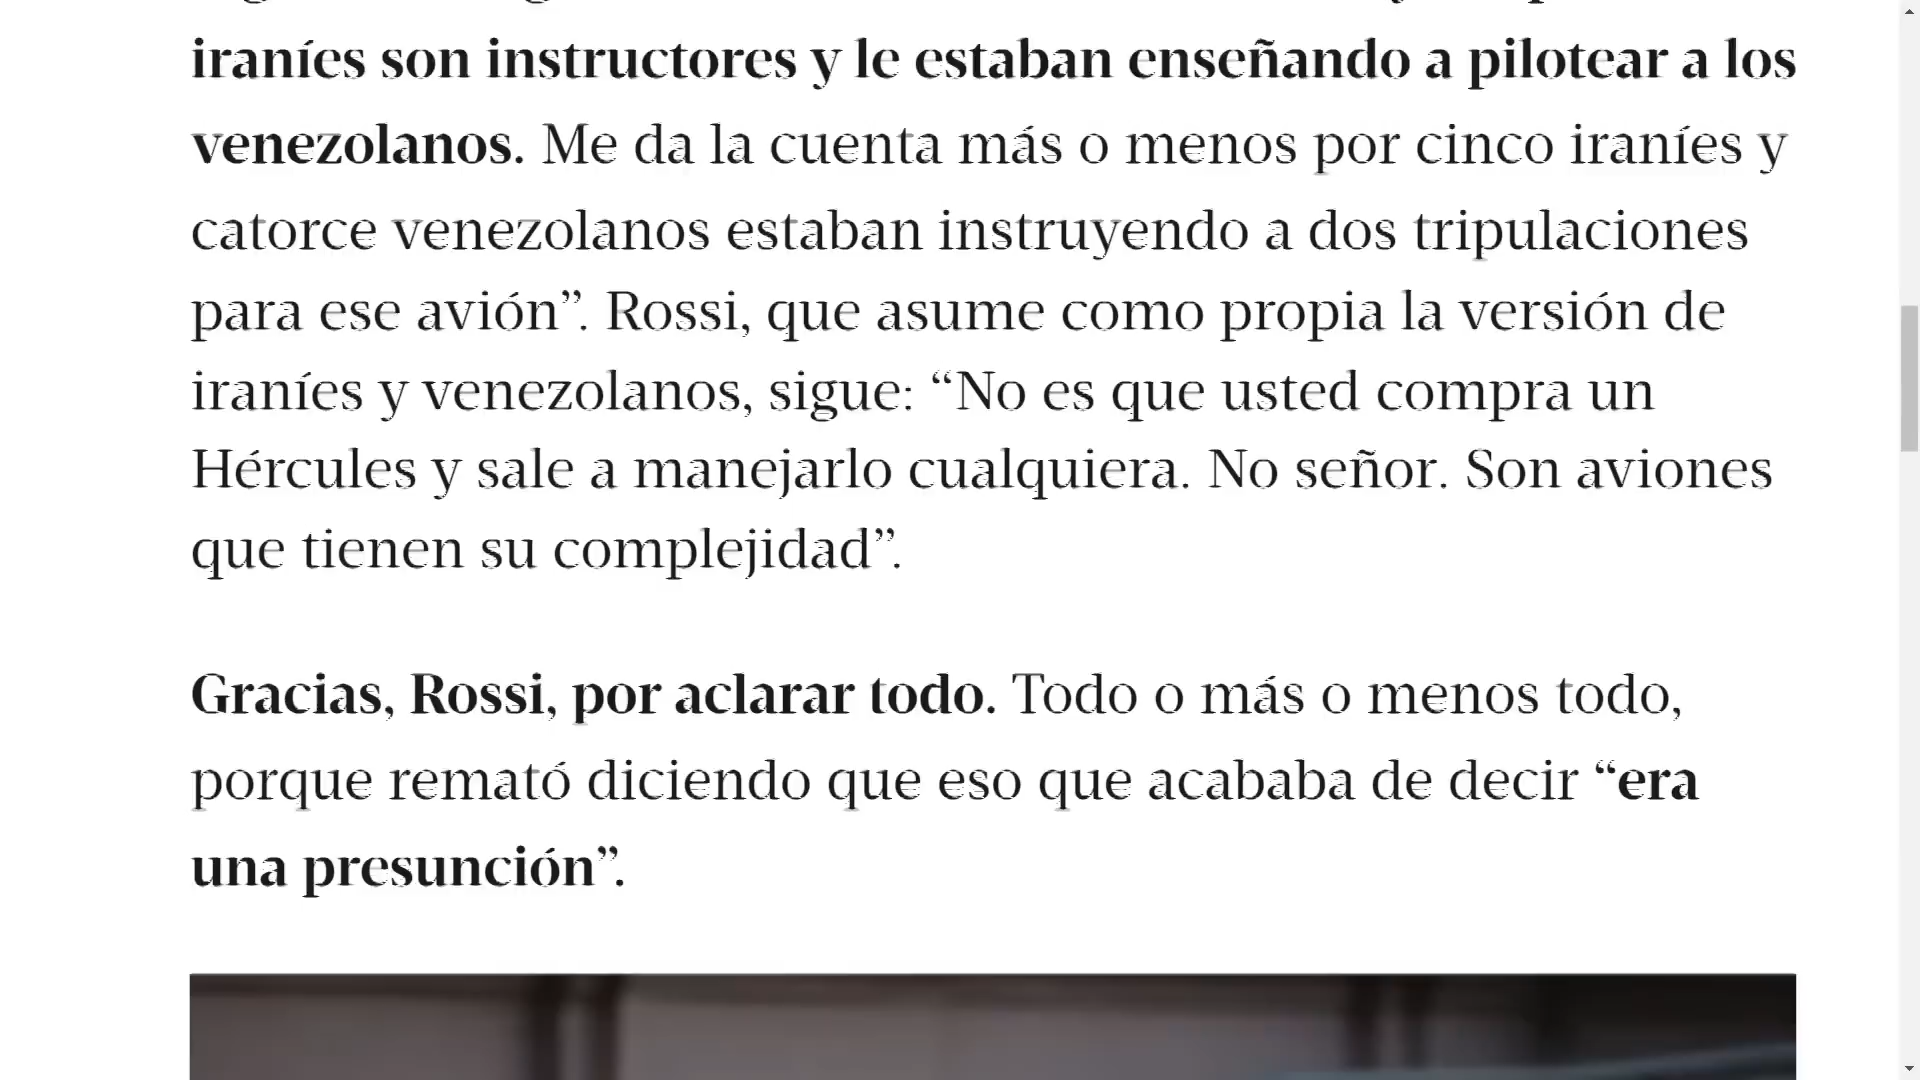 iraníes son instructores y le estaban enseñando a pilotear a los
venezolanos. Me da la cuenta más o menos por cinco iraníes y
catorce venezolanos estaban instruyendo a dos tripulaciones
para ese avión”. Rossi, que asume como propia la versión de
iraníes y venezolanos, sigue: “No es que usted compra un
Hércules y sale a manejarlo cualquiera. No señor. Son aviones
que tienen su complejidad”.
Gracias, Rossi, por aclarar todo. Todo o más o menos todo,
porque remató diciendo que eso que acababa de decir “era
una presunción”.